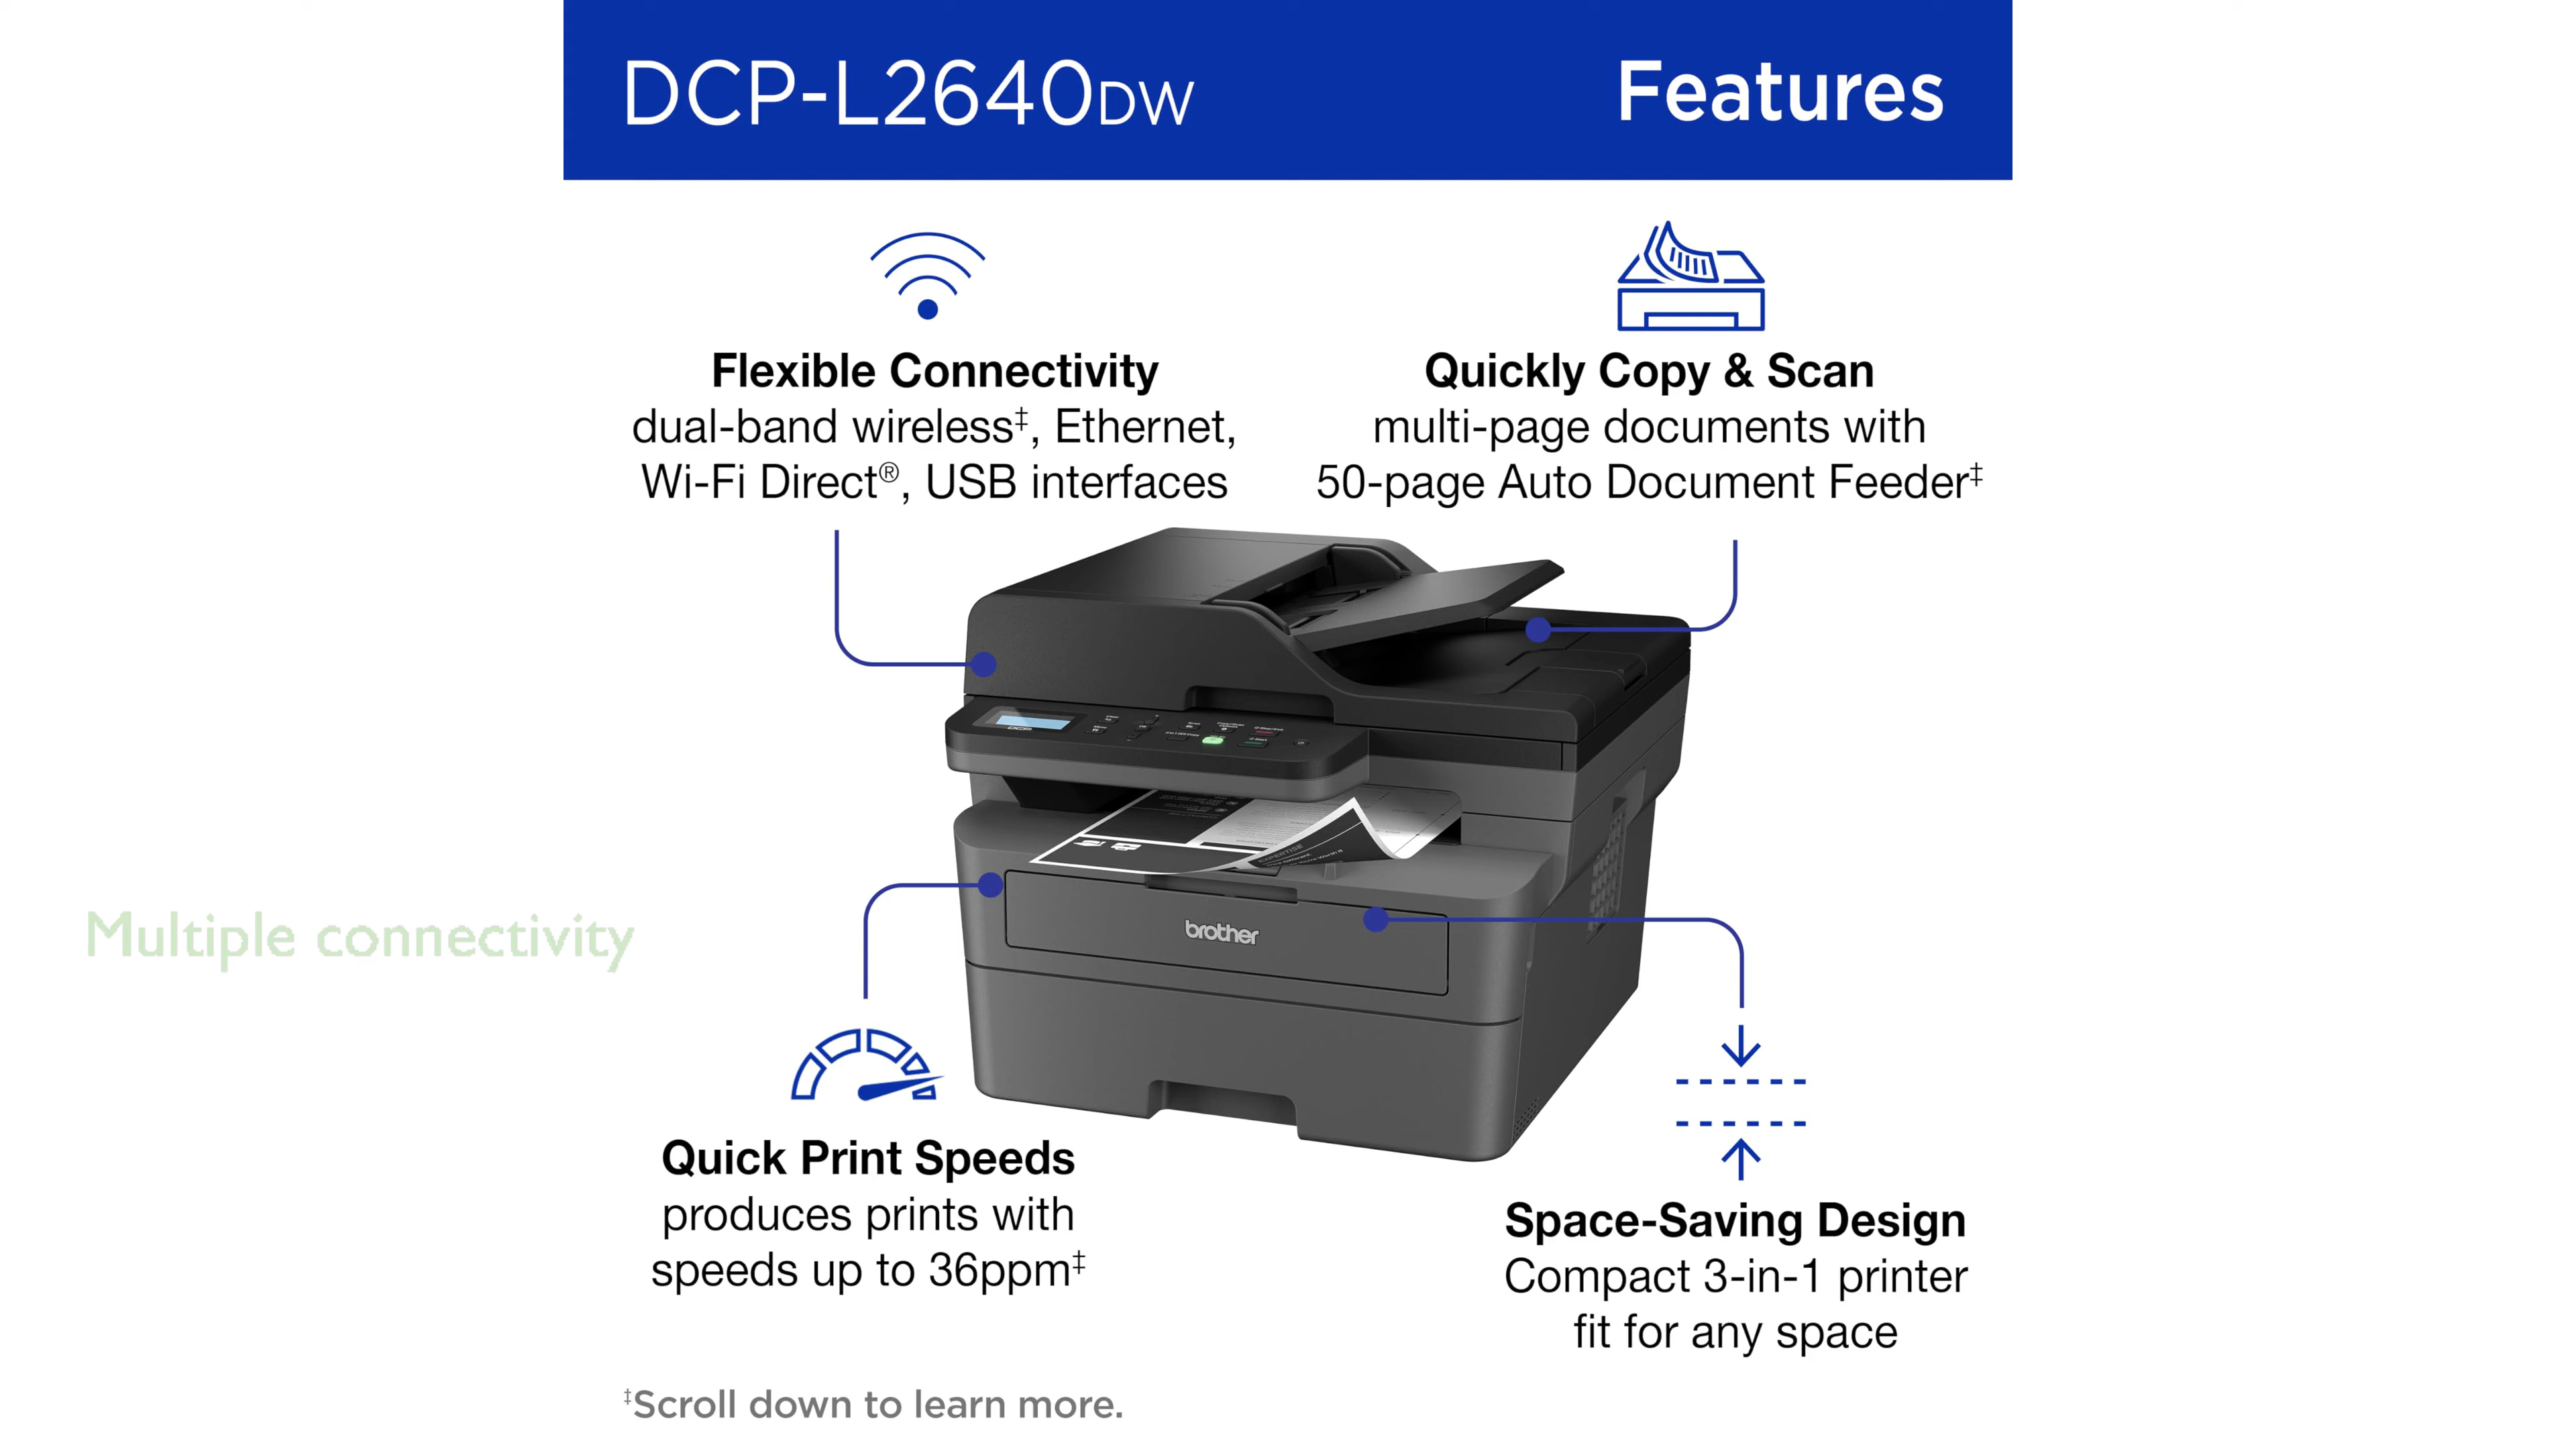 DCP-L2640DW
Features
Flexible Connectivity
dual-band wireless‡, Ethernet,
Wi-Fi Direct®, USB interfaces
Quickly Copy & Scan
multi-page documents with
50-page Auto Document Feeder‡
brother
Multiple connectivity
Quick Print Speeds
produces prints with
speeds up to 36ppm‡
Space-Saving Design
Compact 3-in-1 printer
fit for any space
‡Scroll down to learn more.